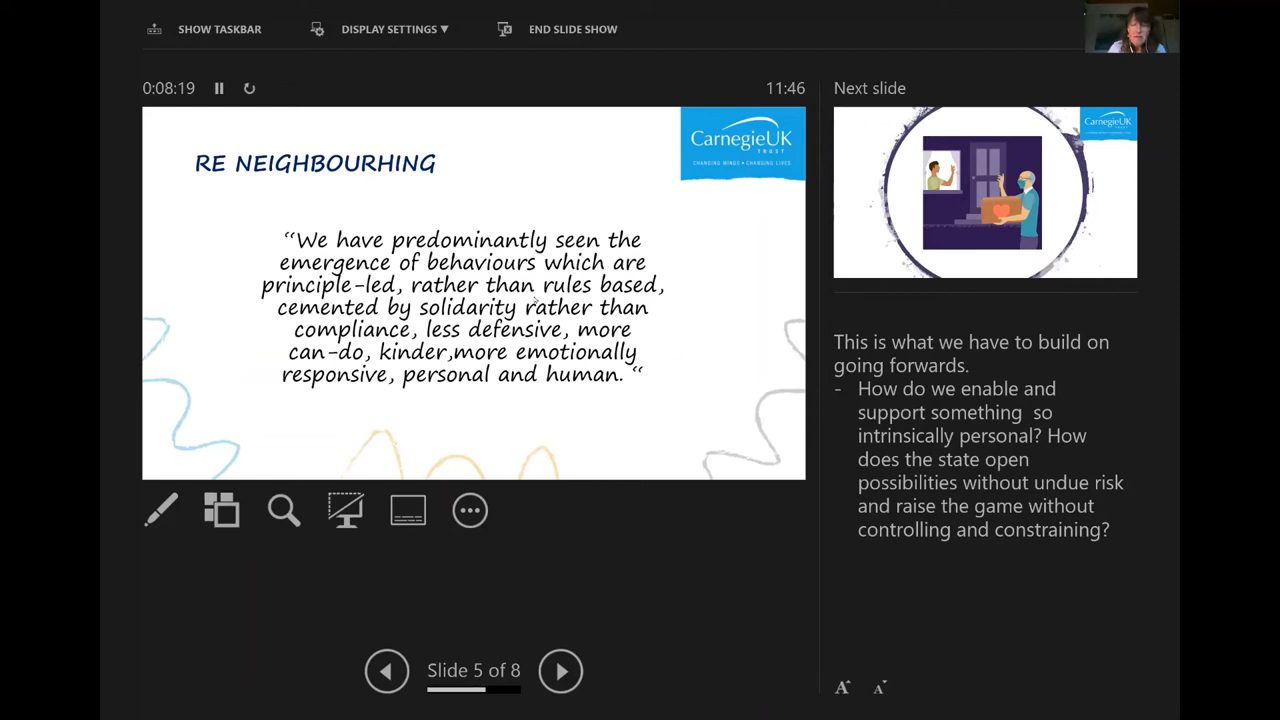 SHOW TASKBAR
DISPLAY SETTINGS ▼
END SLIDE SHOW
0:08:19
11:46
Next slide
CarnegieUK
TRUST
CHANGING MINDS • CHANGING LIVES
RE NEIGHBOURHING
“We have predominantly seen the
emergence of behaviours which are
principle-led, rather than rules based,
cemented by solidarity rather than
compliance, less defensive, more
can-do, kinder,more emotionally
responsive, personal and human. “
CarnegieUK
This is what we have to build on
going forwards.
- How do we enable and
support something so
intrinsically personal? How
does the state open
possibilities without undue risk
and raise the game without
controlling and constraining?
Slide 5 of 8
A A